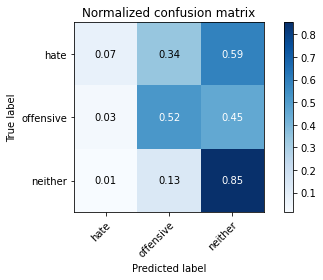 Normalized confusion matrix
True label
hate
0.07 0.34 0.59
offensive
0.03 0.52 0.45
neither
0.01 0.13 0.85
hate
offensive
neither
Predicted label
0.8
0.7
0.6
0.5
0.4
0.3
0.2
0.1